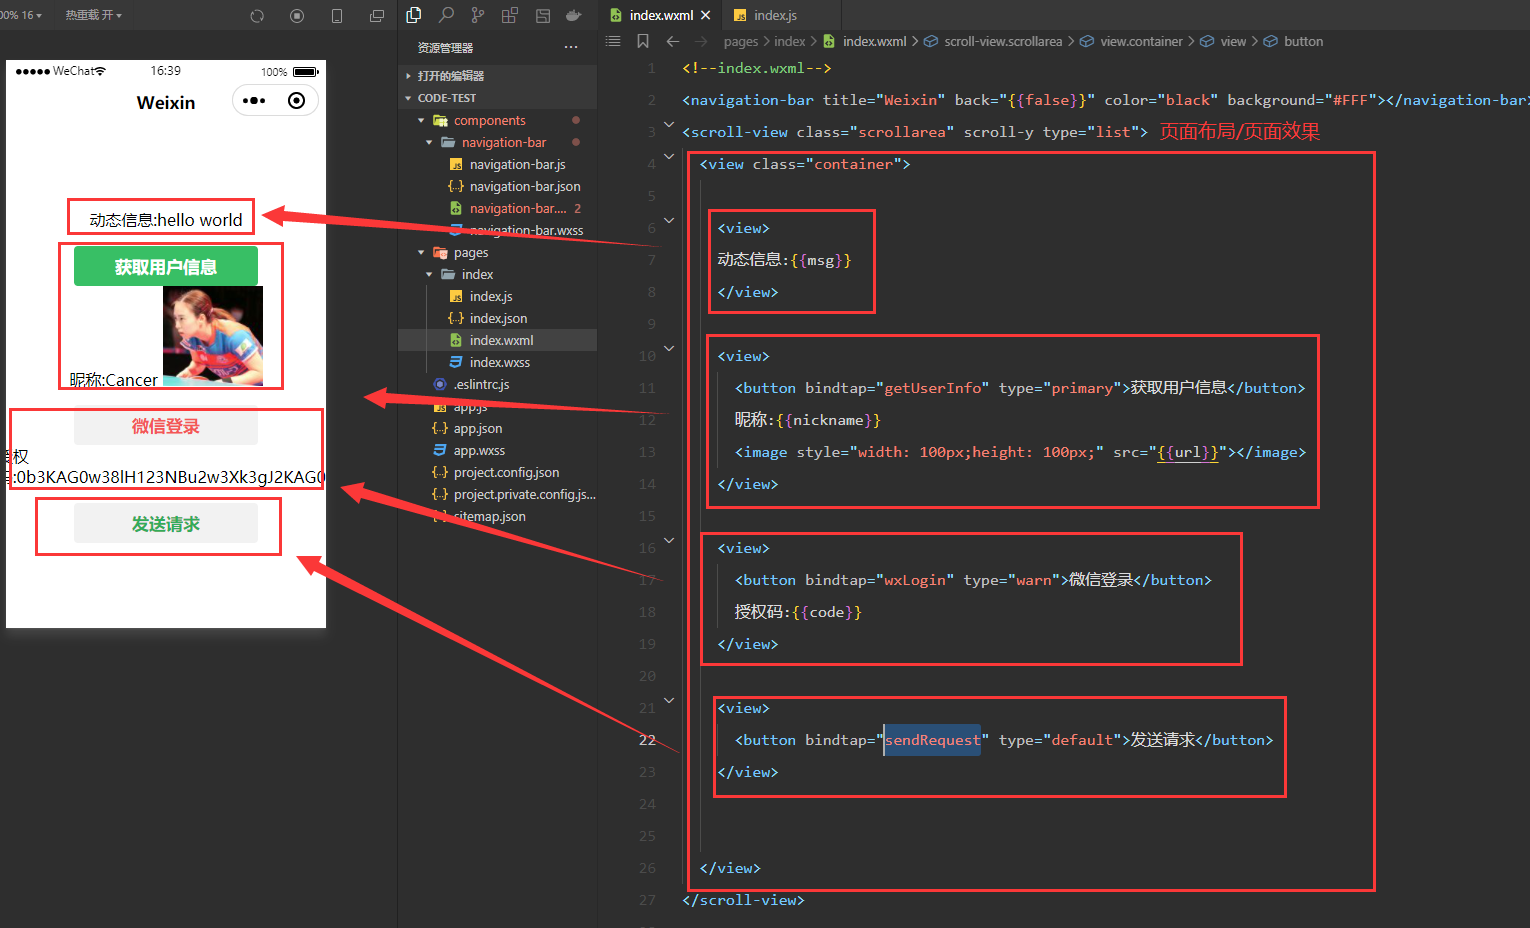 00% 16
热重载 开
WeChat
16:39
100%
Weixin
动态信息:hello world
获取用户信息
昵称:Cancer
微信登录
权
:0b3KAG0w38lH123NBu2w3Xk3gJ2KAG0
发送请求
资源管理器
打开的编辑器
CODE-TEST
components
navigation-bar
navigation-bar.js
navigation-bar.json
navigation-bar.... 2
navigation-bar.wxss
pages
index
index.js
index.json
index.wxml
index.wxss
.eslintrc.js
app.js
app.json
app.wxss
project.config.json
project.private.config.js...
sitemap.json
index.wxml
index.js
pages > index > index.wxml > scroll-view.scrollarea > view.container > view > button
1 <!--index.wxml-->
2 <navigation-bar title="Weixin" back="{{false}}" color="black" background="#FFF"></navigation-bar>
3 <scroll-view class="scrollarea" scroll-y type="list"> 页面布局/页面效果
4 <view class="container">
5
6 <view>
7 动态信息:{{msg}}
8 </view>
9
10 <view>
11 <button bindtap="getUserInfo" type="primary">获取用户信息</button>
12 昵称:{{nickname}}
13 <image style="width: 100px;height: 100px;" src="{{url}}"></image>
14 </view>
15
16 <view>
17 <button bindtap="wxLogin" type="warn">微信登录</button>
18 授权码:{{code}}
19 </view>
20
21 <view>
22 <button bindtap="sendRequest" type="default">发送请求</button>
23 </view>
24
25
26 </view>
27 </scroll-view>